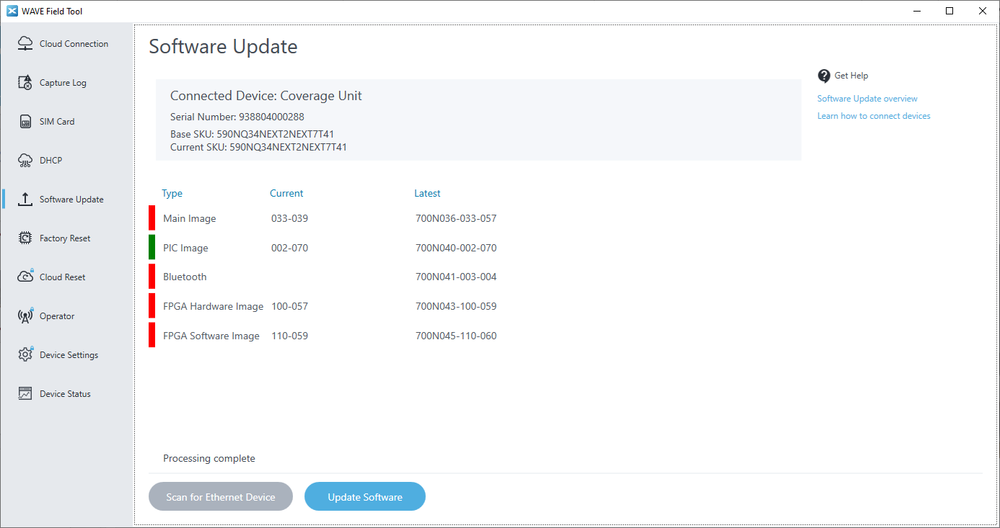 WAVE Field Tool
Cloud Connection
Capture Log
SIM Card
DHCP
Software Update
Factory Reset
Cloud Reset
Operator
Device Settings
Device Status
Software Update
Connected Device: Coverage Unit
Serial Number: 938804000288
Base SKU: 590NQ34NEXT2NEXT7T41
Current SKU: 590NQ34NEXT2NEXT7T41
Get Help
Software Update overview
Learn how to connect devices
Type Current Latest
Main Image 033-039 700N036-033-057
PIC Image 002-070 700N040-002-070
Bluetooth 700N041-003-004
FPGA Hardware Image 100-057 700N043-100-059
FPGA Software Image 110-059 700N045-110-060
Processing complete
Scan for Ethernet Device Update Software